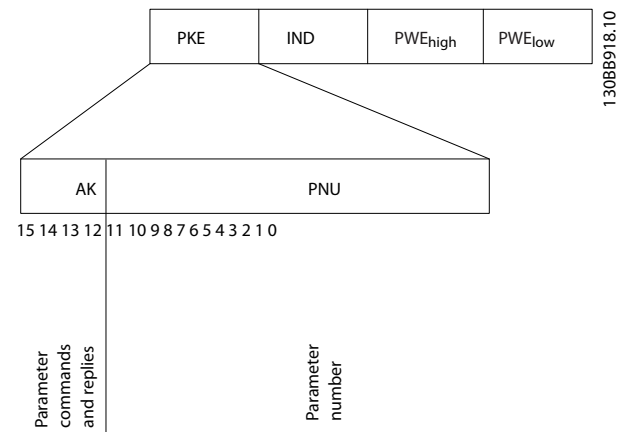 PKE IND PWEhigh PWElow
130BB918.10
AK PNU
15 14 13 12 11 10 9 8 7 6 5 4 3 2 1 0
Parameter
commands
and replies
Parameter
number